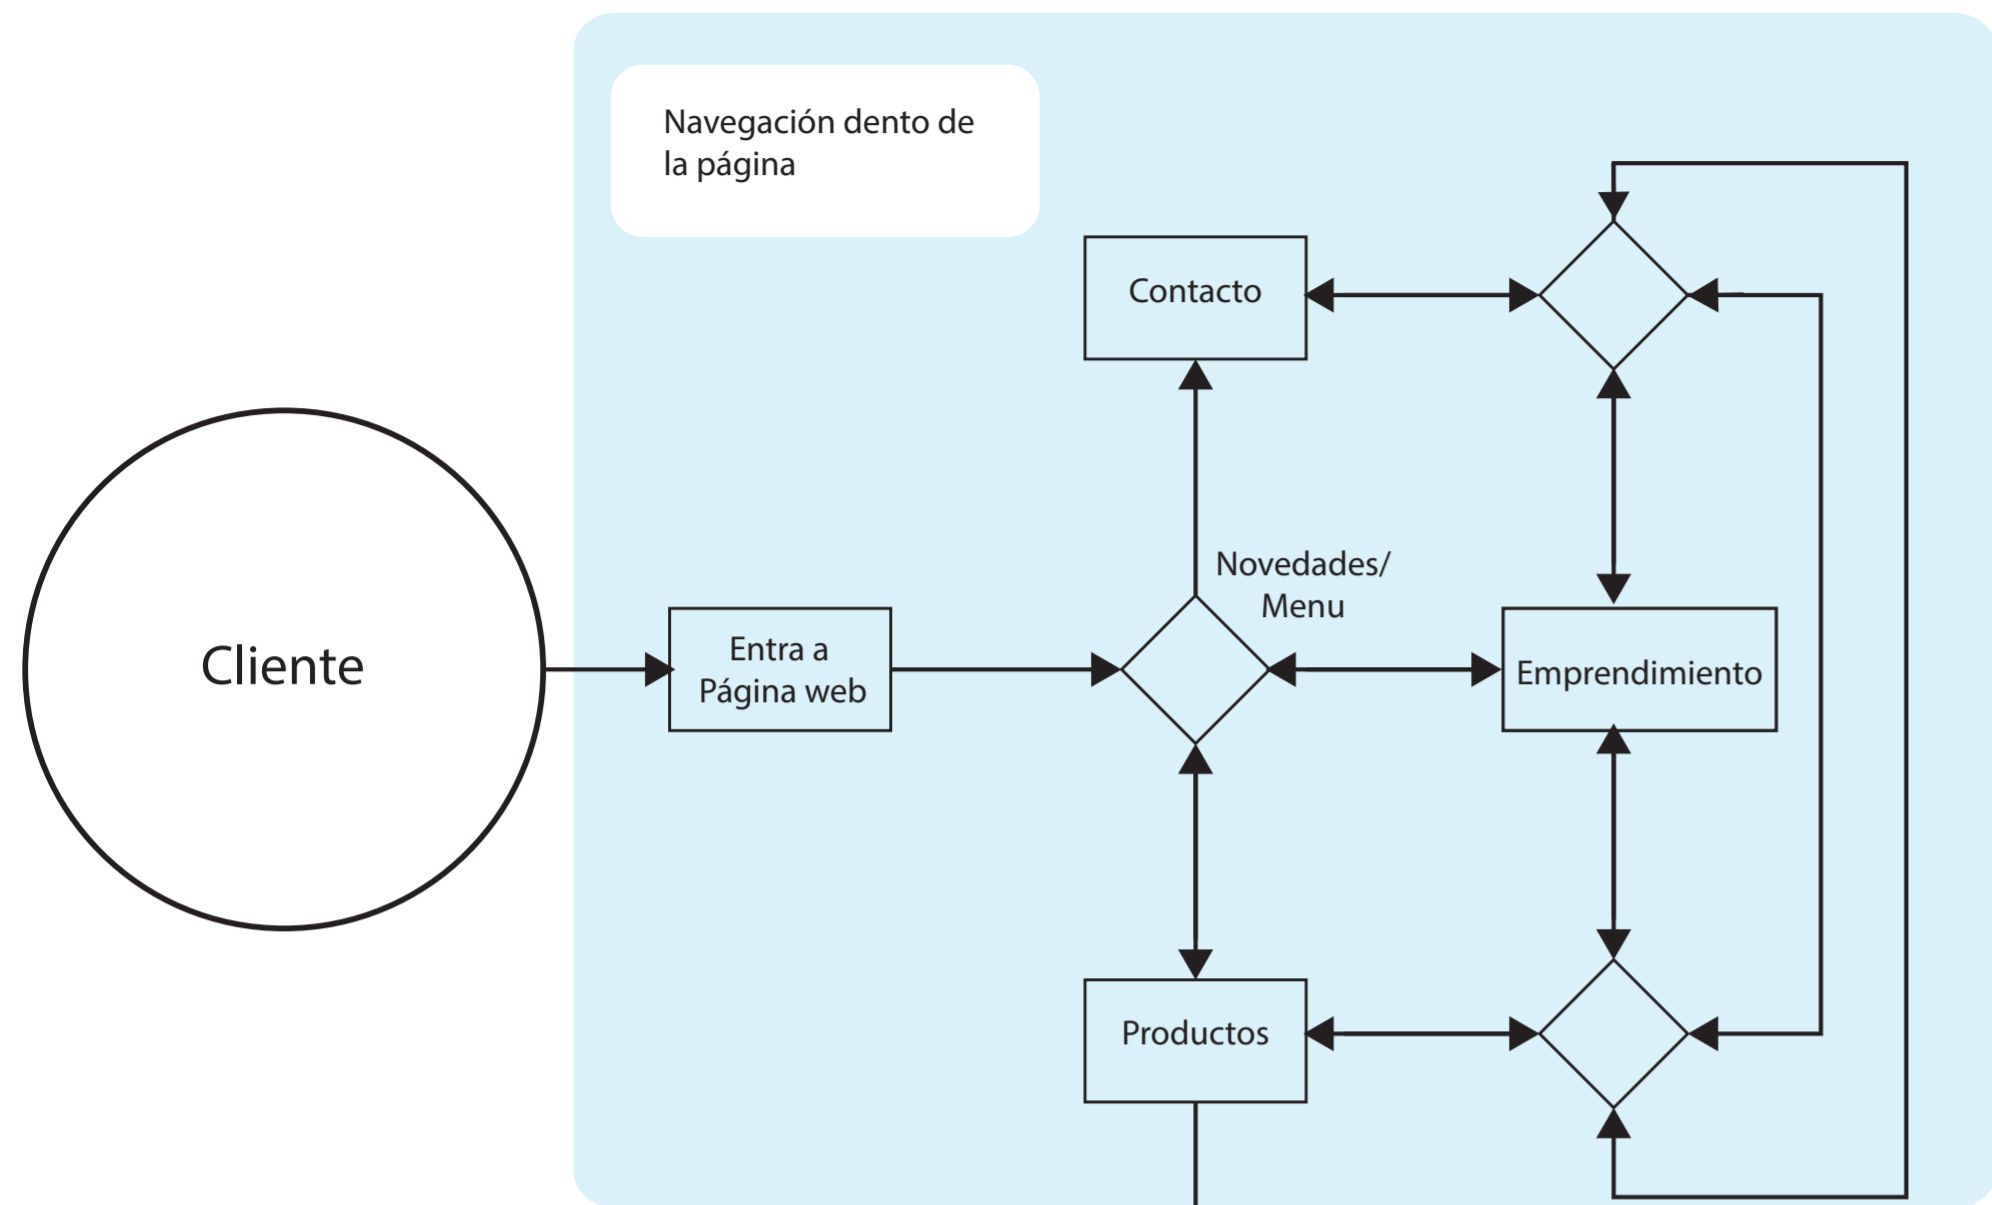 Navegación dento de
la página
Contacto
Novedades/
Menu
Cliente
Entra a
Página web
Emprendimiento
Productos